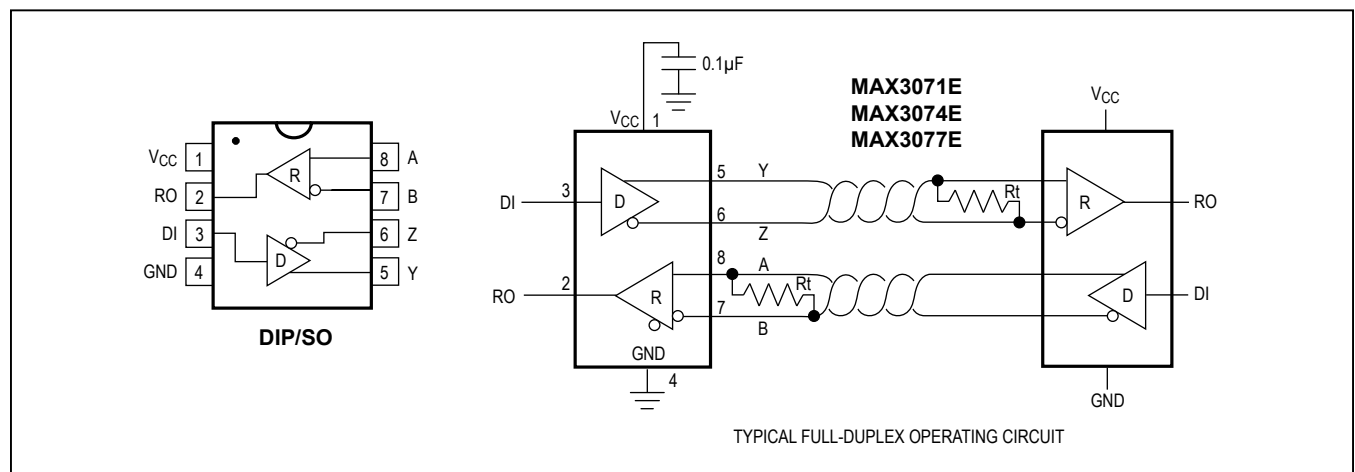 VCC 1
8 A
R
RO 2
7 B
DI 3
6 Z
D
GND 4
5 Y
DIP/SO
0.1µF
MAX3071E
MAX3074E
MAX3077E
VCC 1
VCC
5 Y
DI 3
D
Rt
R
RO
6
Z
8
A
RO 2
R
Rt
D
DI
7
B
GND
4
GND
TYPICAL FULL-DUPLEX OPERATING CIRCUIT